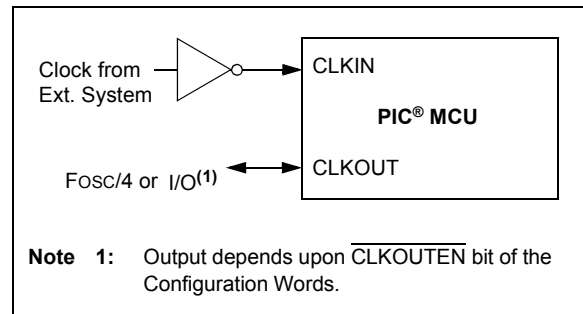 Clock from
Ext. System
CLKIN
PIC® MCU
FOSC/4 or I/O(1)
CLKOUT
Note 1: Output depends upon CLKOUTEN bit of the
Configuration Words.